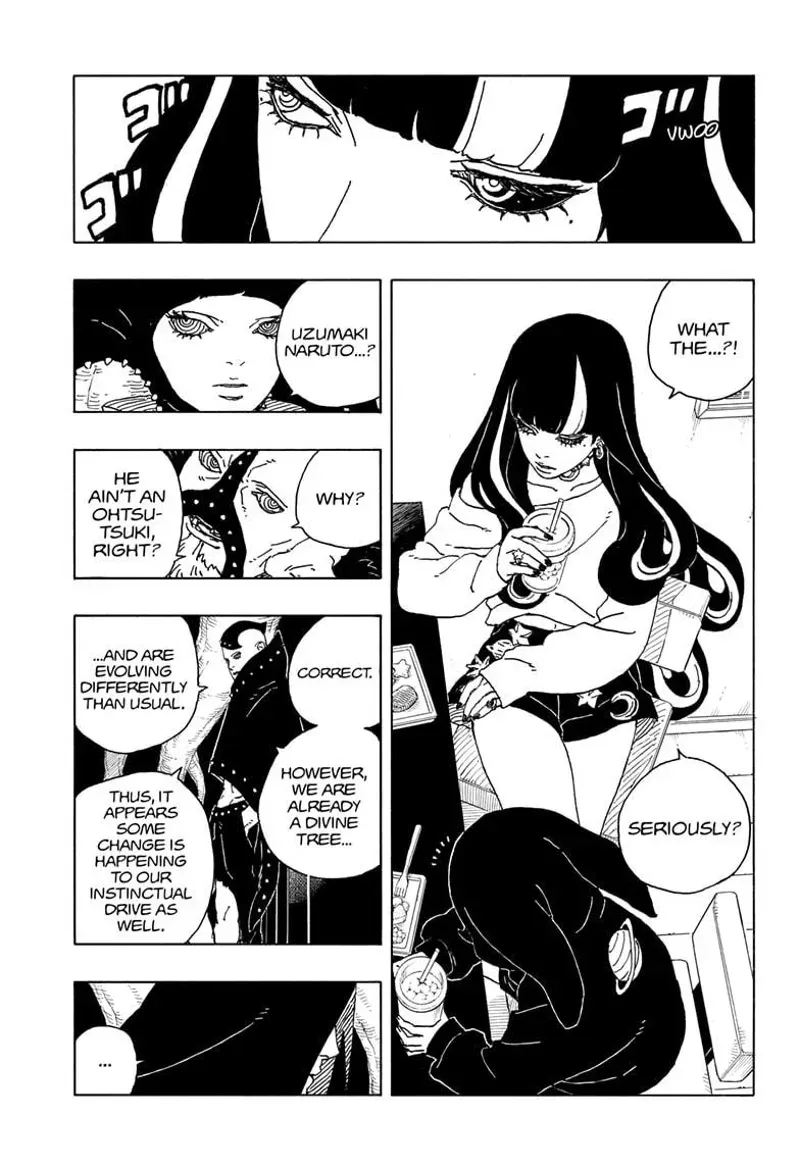 ゴ
VWOO
ゴ
ゴ
WHAT
THE...?!
SERIOUSLY?
UZUMAKI
NARUTO...?
WHY?
HE
AIN'T AN
OHTSU-
TSUKI,
RIGHT?
CORRECT.
HOWEVER,
WE ARE
ALREADY
A DIVINE
TREE...
...AND ARE
EVOLVING
DIFFERENTLY
THAN USUAL.
THUS, IT
APPEARS
SOME
CHANGE IS
HAPPENING
TO OUR
INSTINCTUAL
DRIVE AS
WELL.
...